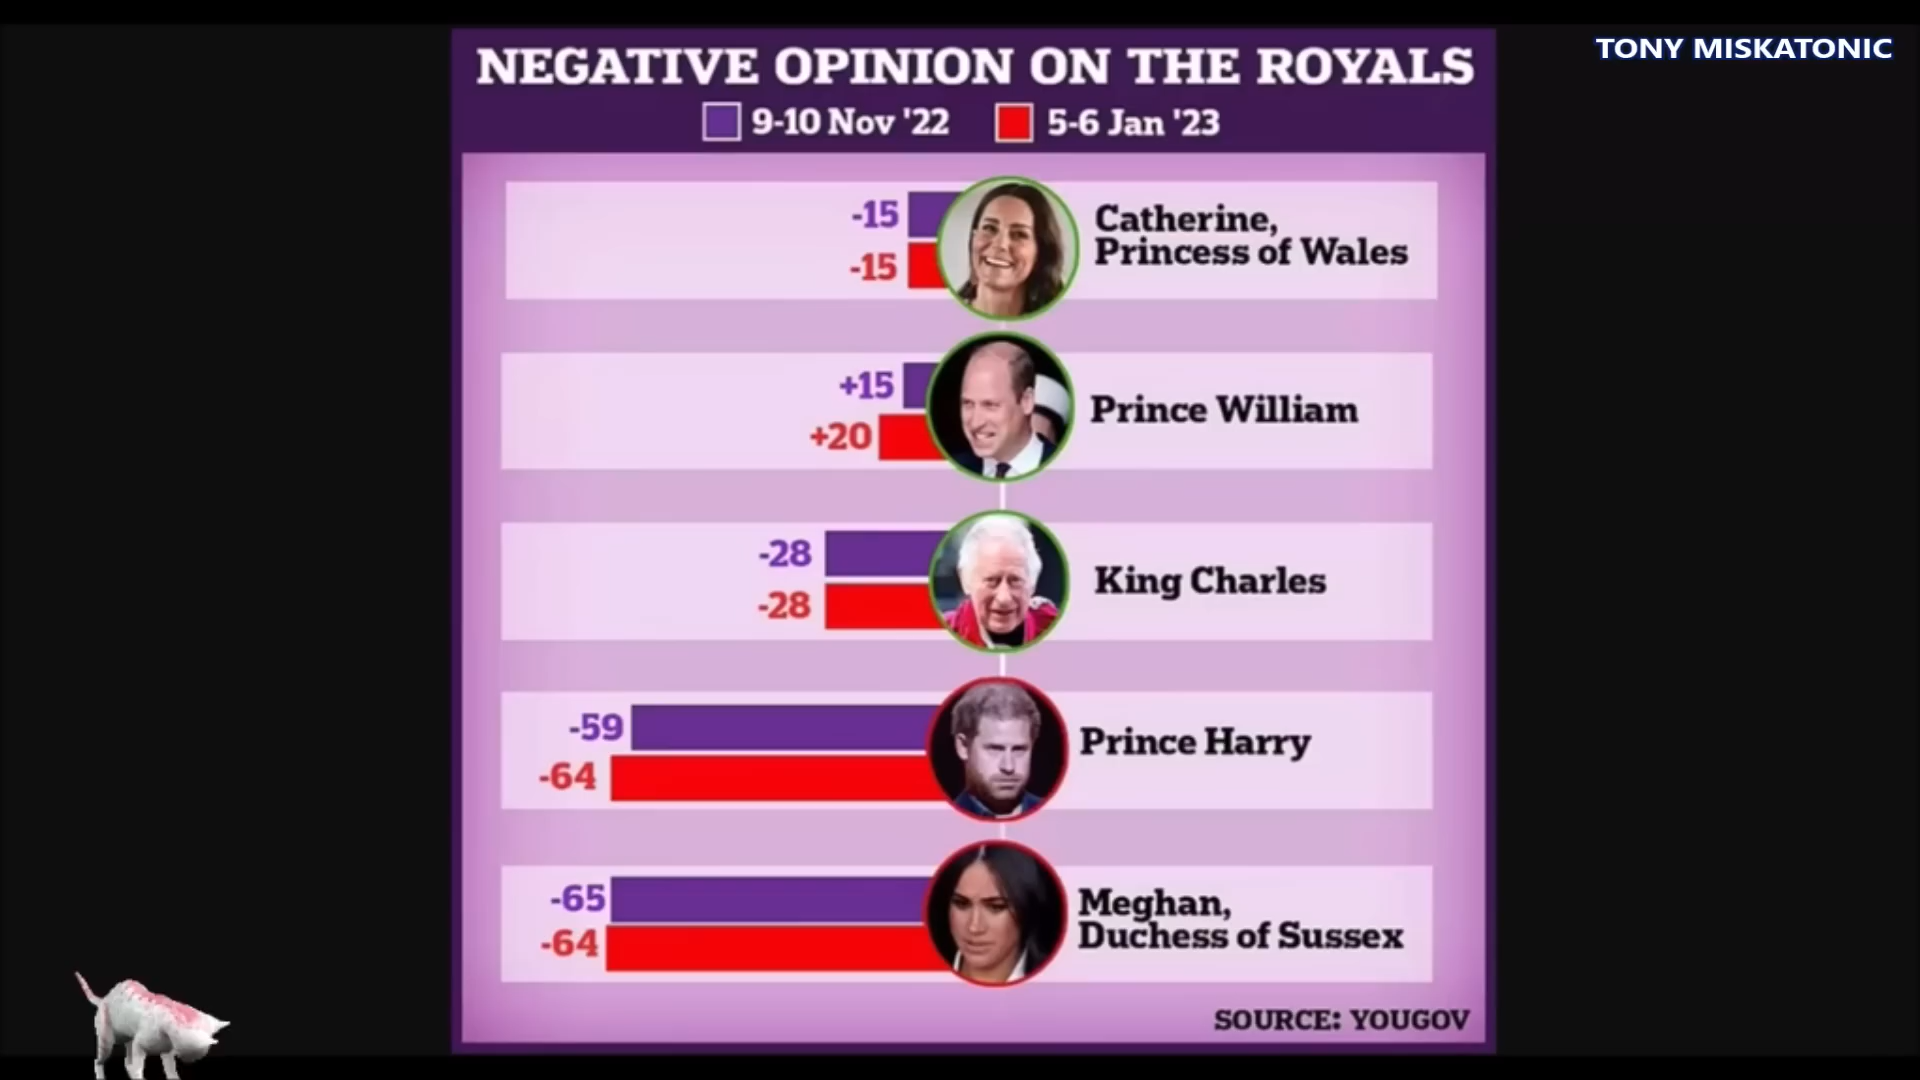 TONY MISKATONIC
NEGATIVE OPINION ON THE ROYALS
9-10 Nov '22
5-6 Jan '23
-15
-15
Catherine,
Princess of Wales
+15
+20
Prince William
-28
-28
King Charles
-59
-64
Prince Harry
-65
-64
Meghan,
Duchess of Sussex
SOURCE: YOUGOV